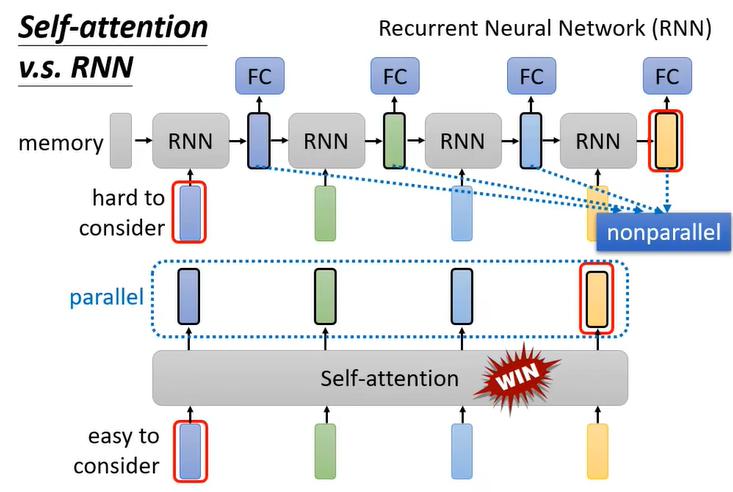 Self-attention
v.s. RNN
Recurrent Neural Network (RNN)
FC
FC
FC
FC
memory
RNN
RNN
RNN
RNN
hard to
consider
nonparallel
parallel
Self-attention
WIN
easy to
consider